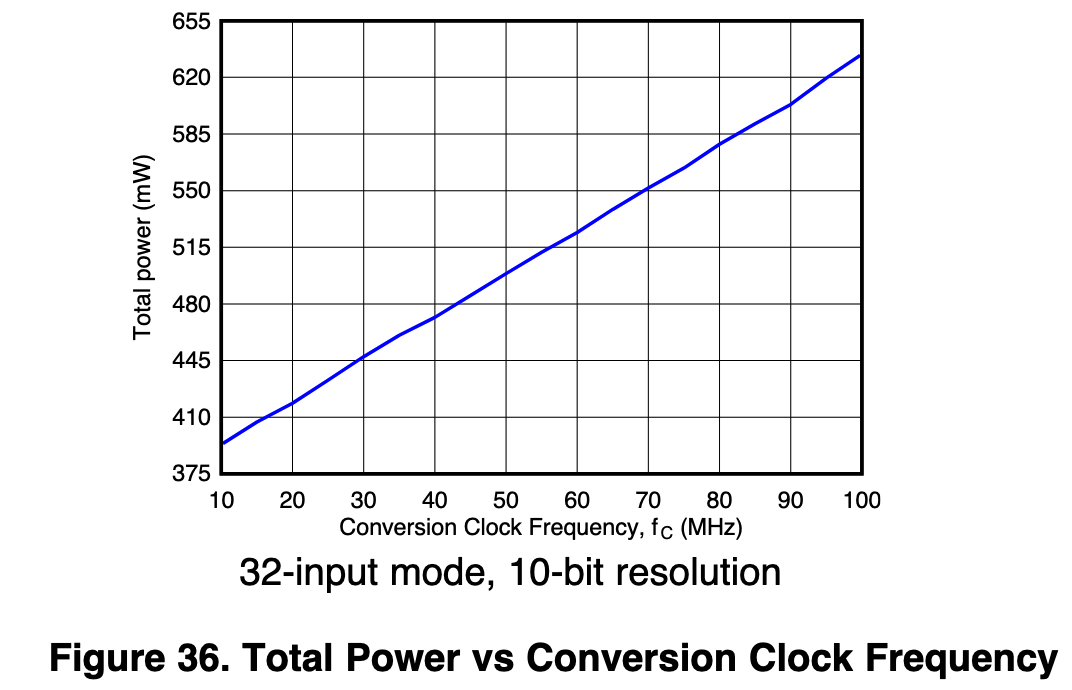 655
620
585
550
515
480
445
410
375
Total power (mW)
10 20 30 40 50 60 70 80 90 100
Conversion Clock Frequency, fC (MHz)
32-input mode, 10-bit resolution
Figure 36. Total Power vs Conversion Clock Frequency